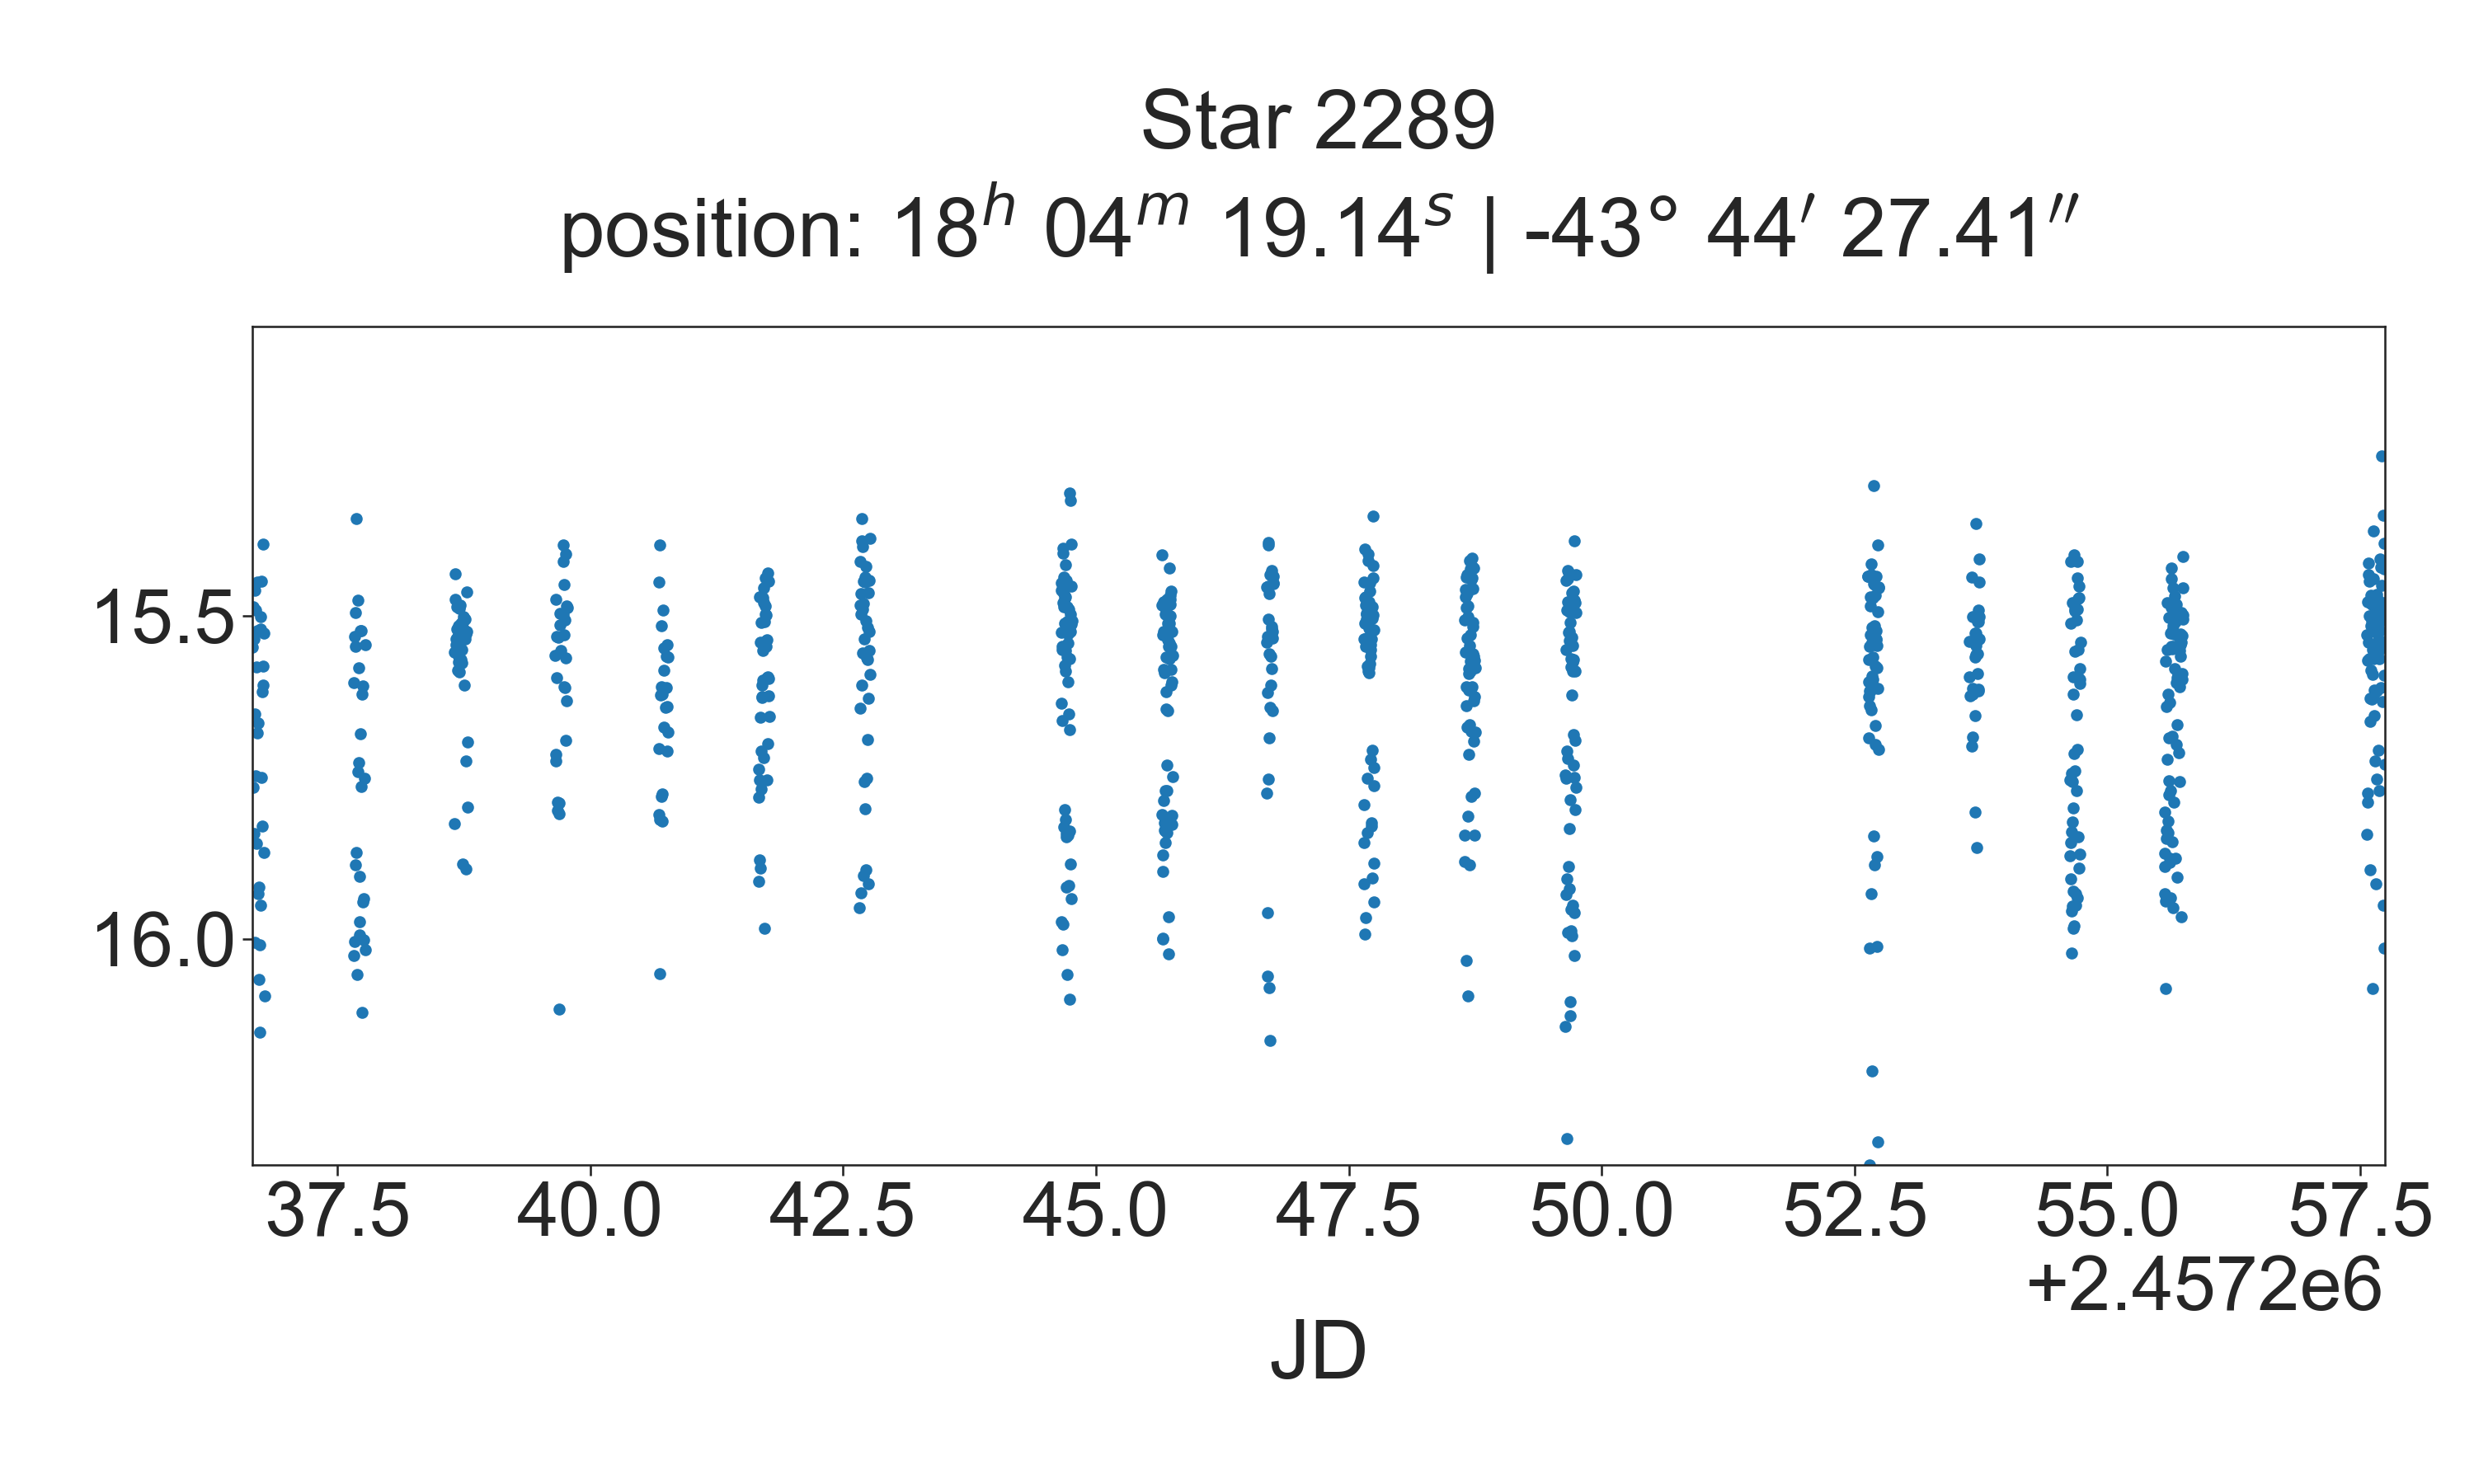 Star 2289
position: 18ʰ 04ᵐ 19.14ˢ | -43° 44′ 27.41″
15.5
16.0
37.5 40.0 42.5 45.0 47.5 50.0 52.5 55.0 57.5
+2.4572e6
JD